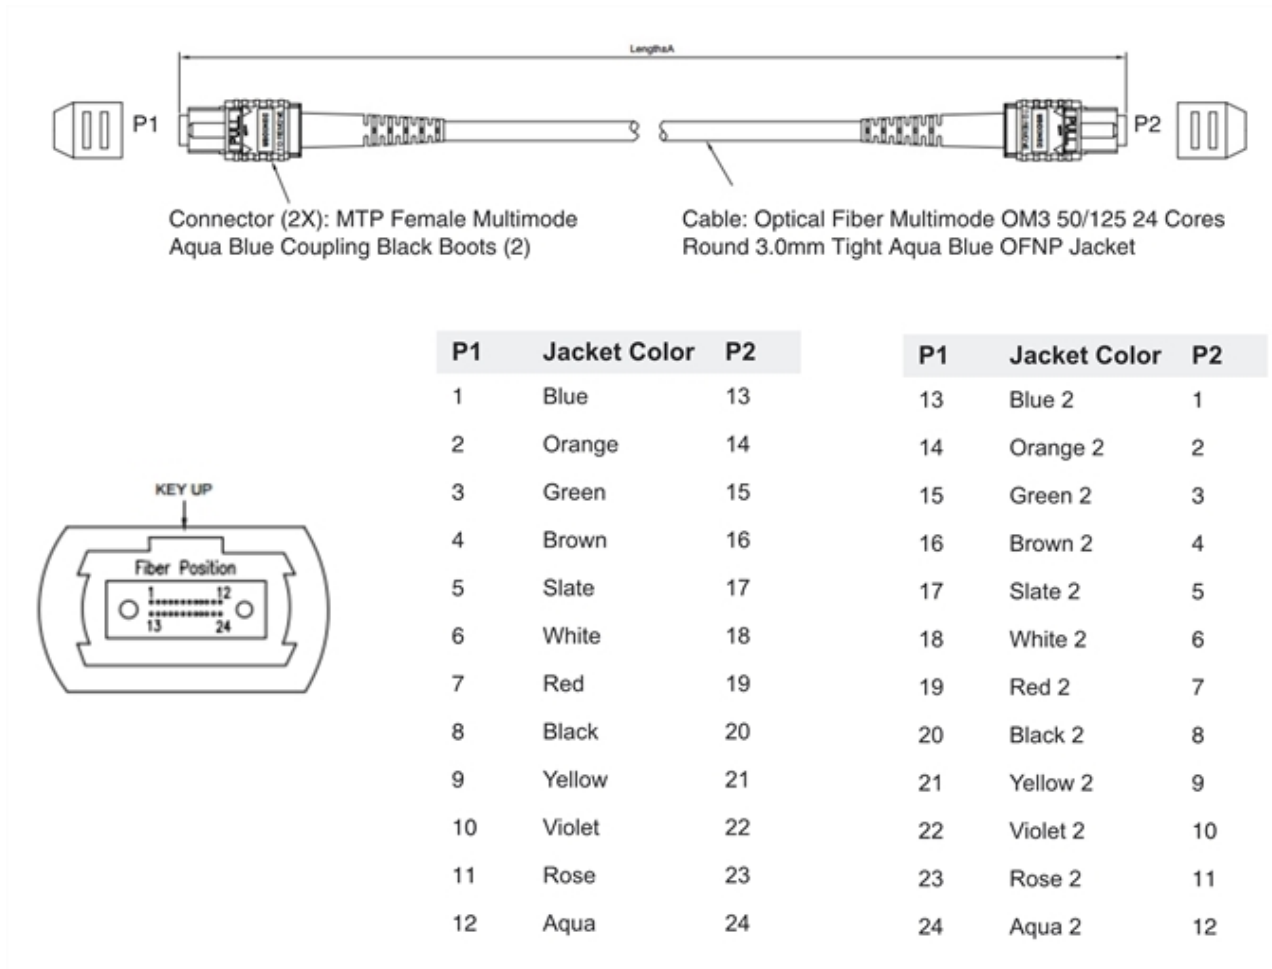 Length±A
P1
PULL
PULL
P2
Connector (2X): MTP Female Multimode
Aqua Blue Coupling Black Boots (2)
Cable: Optical Fiber Multimode OM3 50/125 24 Cores
Round 3.0mm Tight Aqua Blue OFNP Jacket
KEY UP
Fiber Position
1 12
13 24
P1 Jacket Color P2
1 Blue 13
2 Orange 14
3 Green 15
4 Brown 16
5 Slate 17
6 White 18
7 Red 19
8 Black 20
9 Yellow 21
10 Violet 22
11 Rose 23
12 Aqua 24
P1 Jacket Color P2
13 Blue 2 1
14 Orange 2 2
15 Green 2 3
16 Brown 2 4
17 Slate 2 5
18 White 2 6
19 Red 2 7
20 Black 2 8
21 Yellow 2 9
22 Violet 2 10
23 Rose 2 11
24 Aqua 2 12